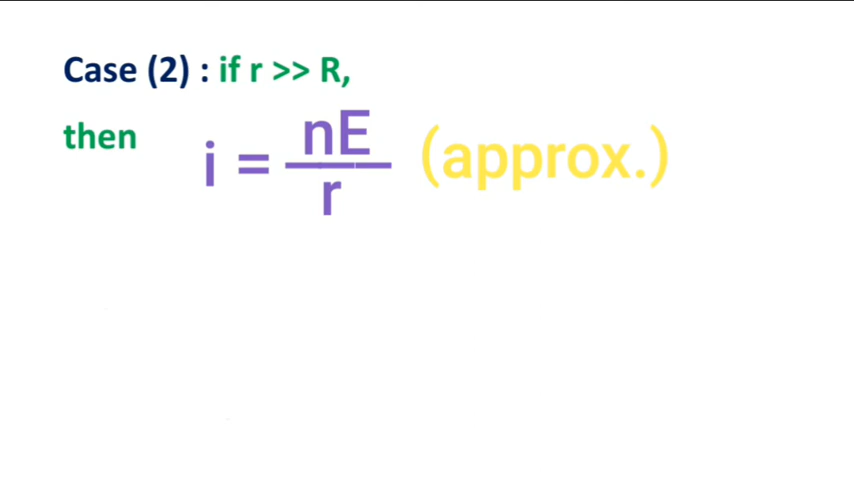 Case (2) : if r >> R,
then i = nE/r (approx.)